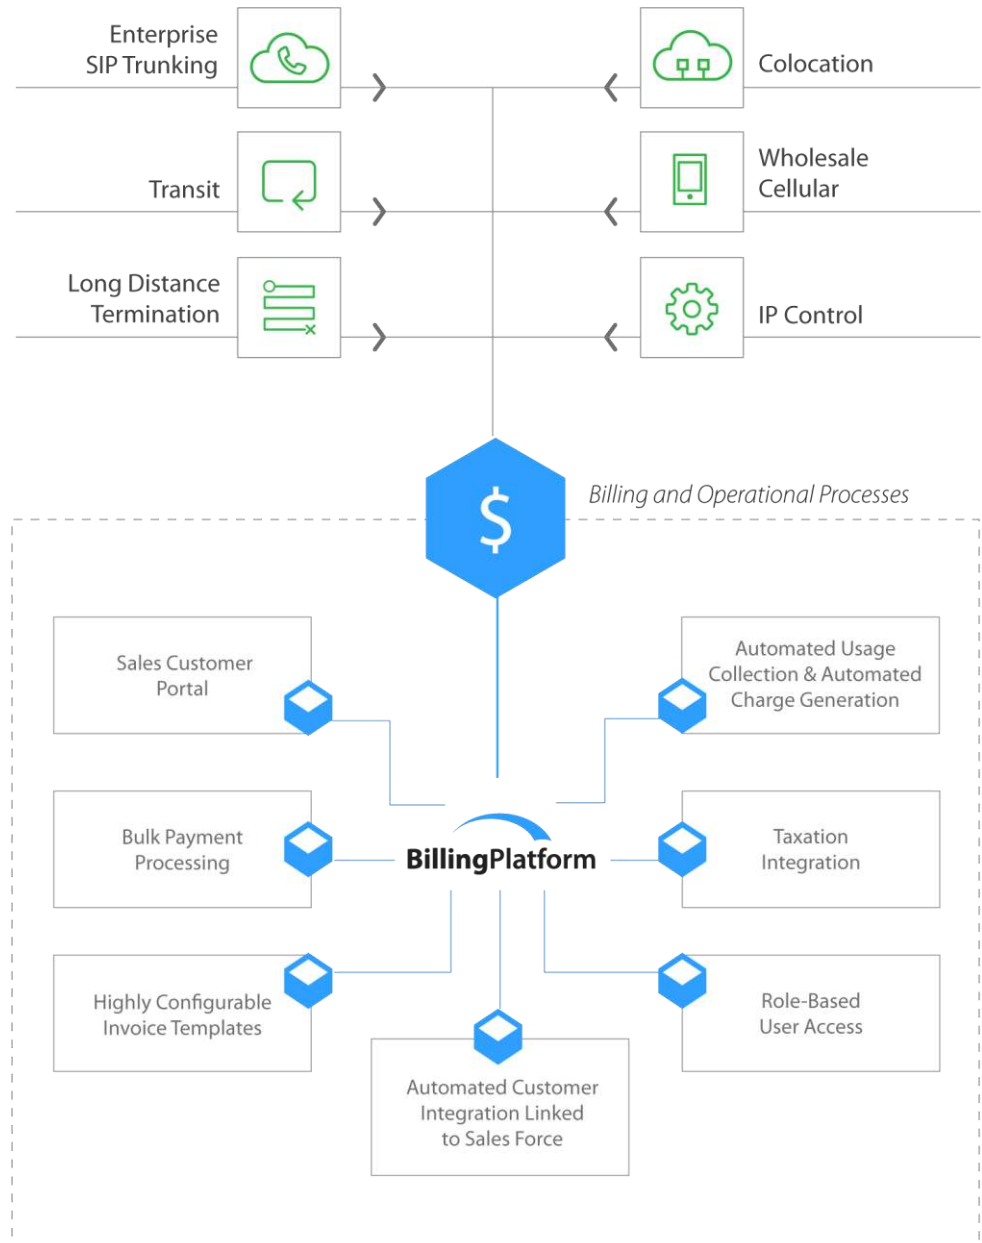 Enterprise
SIP Trunking
Colocation
Transit
Wholesale
Cellular
Long Distance
Termination
IP Control
$
Billing and Operational Processes
Sales Customer
Portal
Automated Usage
Collection & Automated
Charge Generation
Bulk Payment
Processing
BillingPlatform
Taxation
Integration
Highly Configurable
Invoice Templates
Role-Based
User Access
Automated Customer
Integration Linked
to Sales Force